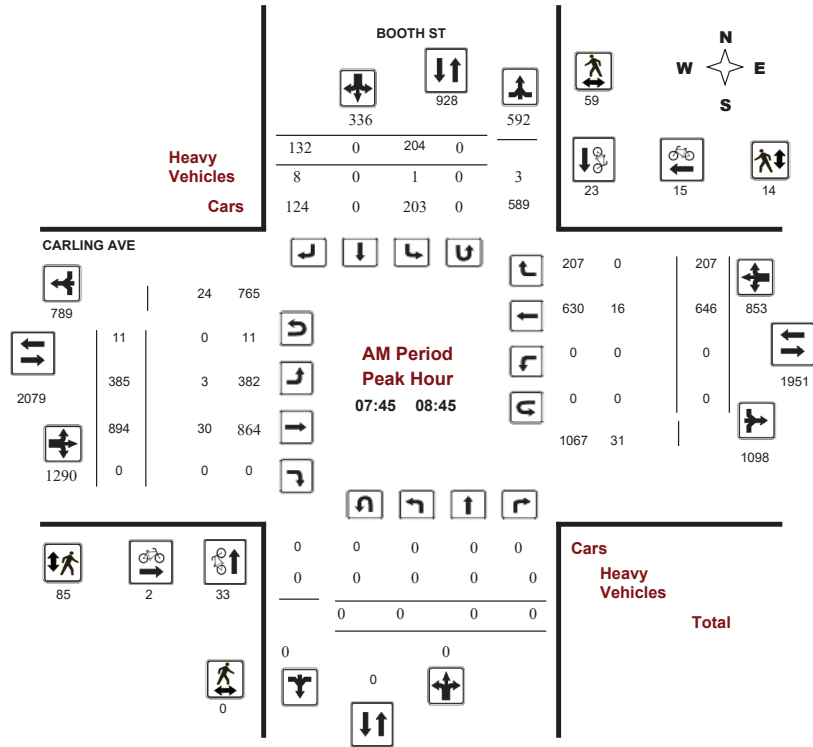 BOOTH ST
N
W E
S
928
59
336 592
132 0 204 0
Heavy
Vehicles
8 0 1 0 3
Cars
124 0 203 0 589
23 15 14
CARLING AVE
789
24 765
207 0 207
853
11 0 11
630 16 646
2079
385 3 382
AM Period
Peak Hour
07:45 08:45
0 0 0
1951
894 30 864
0 0 0
1290
0 0 0
1067 31
1098
0 0 0 0 0
Cars
0 0 0 0 0
Heavy
Vehicles
85 2 33
0 0 0 0
Total
0 0
0
0